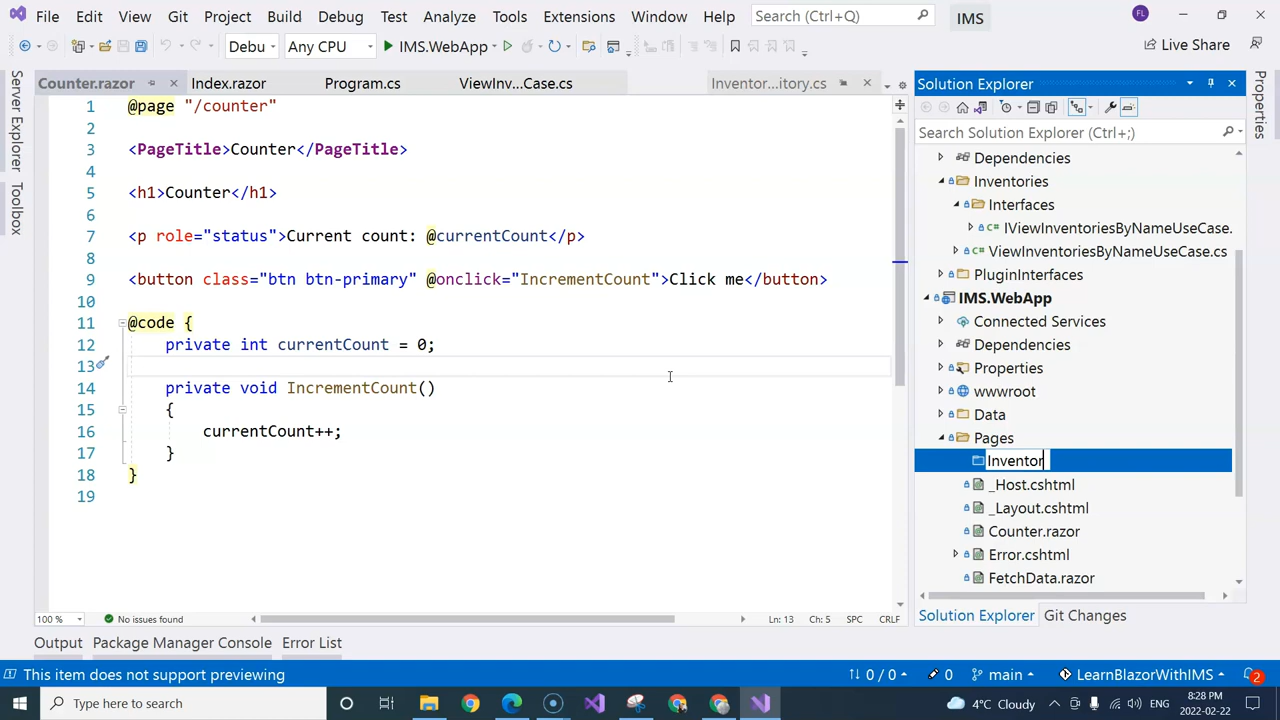 File Edit View Git Project Build Debug Test Analyze Tools Extensions Window Help Search (Ctrl+Q) IMS FL
Debu Any CPU IMS.WebApp Live Share
Counter.razor Index.razor Program.cs ViewInv...Case.cs Inventor...itory.cs
Server Explorer
Toolbox
1 @page "/counter"
2
3 <PageTitle>Counter</PageTitle>
4
5 <h1>Counter</h1>
6
7 <p role="status">Current count: @currentCount</p>
8
9 <button class="btn btn-primary" @onclick="IncrementCount">Click me</button>
10
11 @code {
12 private int currentCount = 0;
13
14 private void IncrementCount()
15 {
16 currentCount++;
17 }
18 }
19
100 % No issues found Ln: 13 Ch: 5 SPC CRLF
Solution Explorer
Search Solution Explorer (Ctrl+;)
Dependencies
Inventories
Interfaces
IViewInventoriesByNameUseCase.
ViewInventoriesByNameUseCase.cs
PluginInterfaces
IMS.WebApp
Connected Services
Dependencies
Properties
wwwroot
Data
Pages
Inventor
_Host.cshtml
_Layout.cshtml
Counter.razor
Error.cshtml
FetchData.razor
Solution Explorer Git Changes
Properties
Output Package Manager Console Error List
This item does not support previewing 0 / 0 0 main LearnBlazorWithIMS 2
Type here to search 4°C Cloudy ENG 8:28 PM
2022-02-22